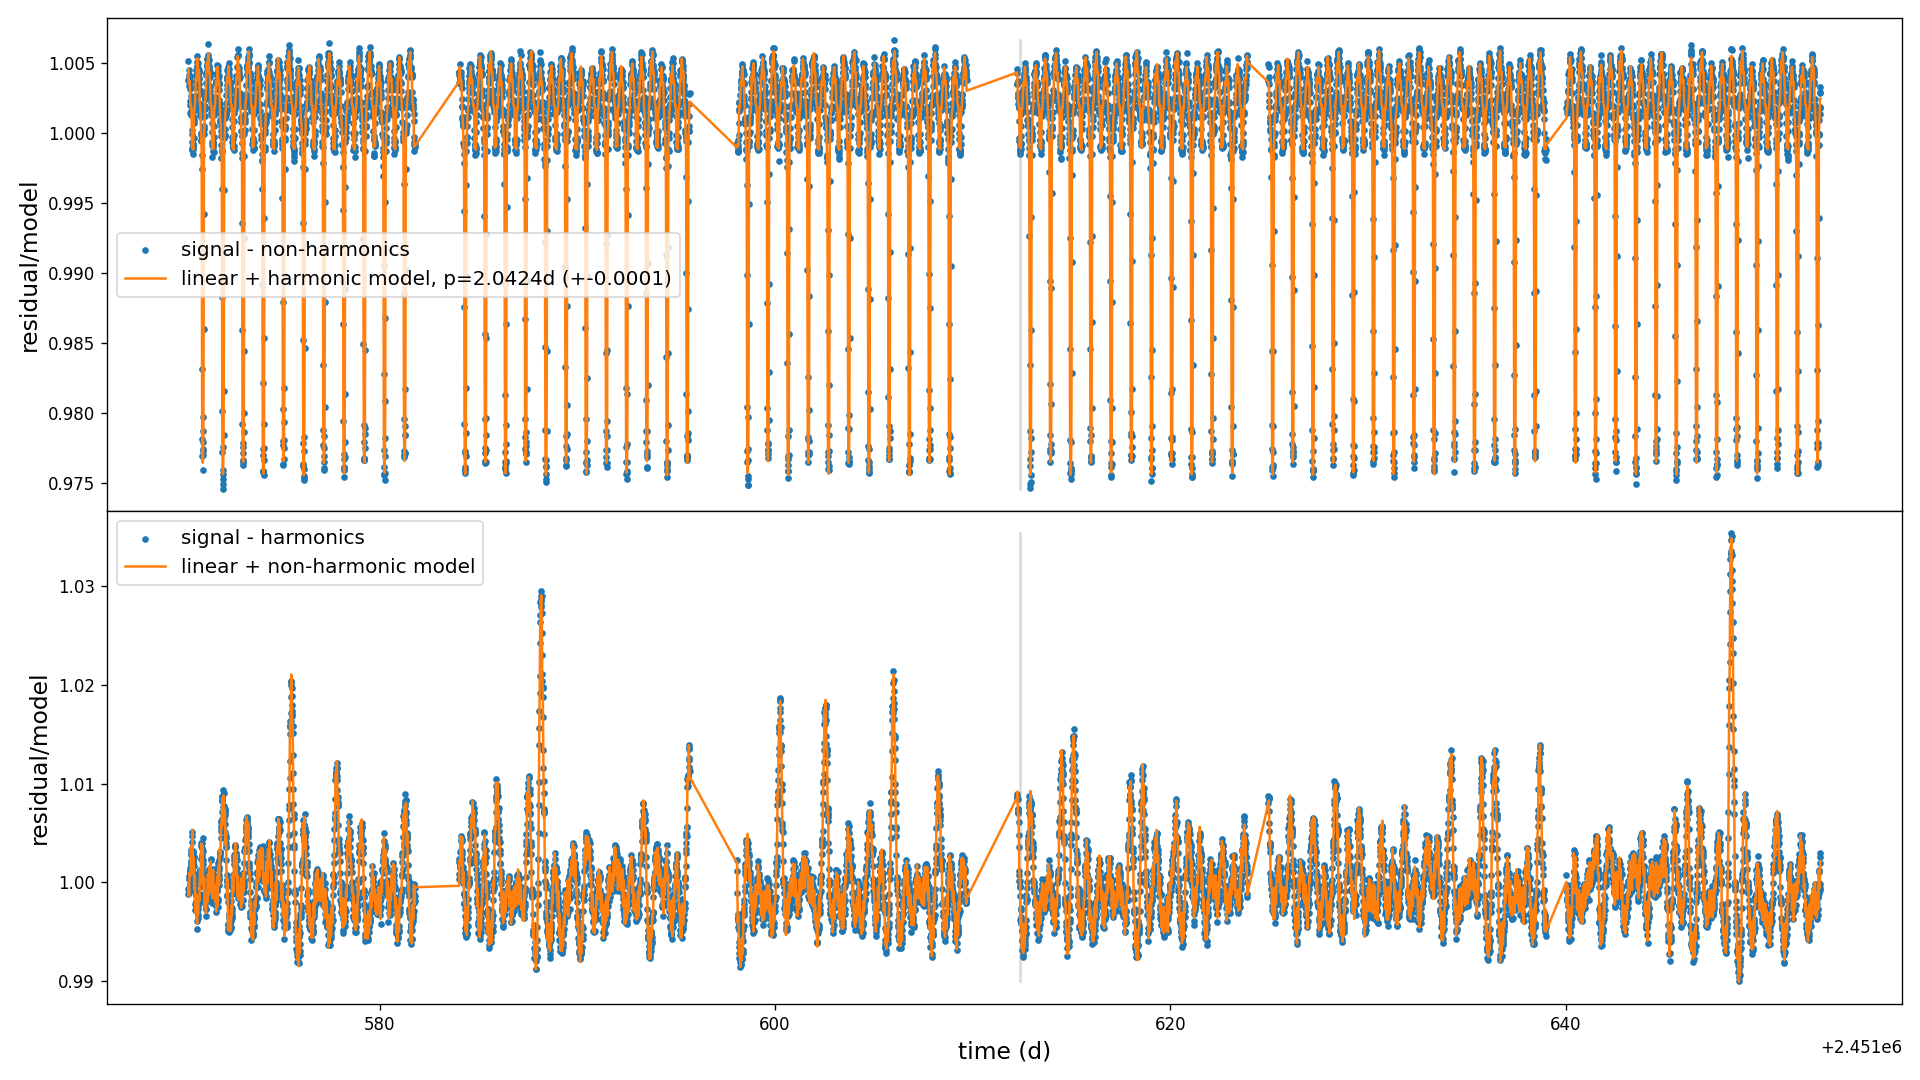 1.005
1.000
0.995
0.990
0.985
0.980
0.975
residual/model
signal - non-harmonics
linear + harmonic model, p=2.0424d (+-0.0001)
signal - harmonics
linear + non-harmonic model
1.03
1.02
1.01
1.00
0.99
residual/model
580
600
620
640
time (d)
+2.451e6